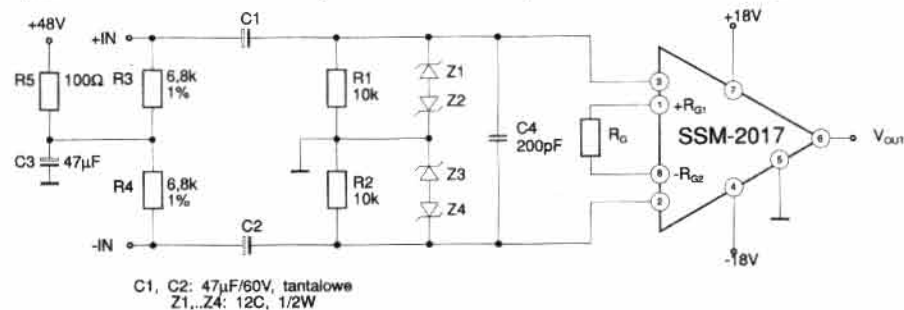 +48V
+IN
C1
+18V
R5
100Ω
R3
6,8k
1%
R1
10k
Z1
Z2
3
1
+RG1
7
SSM-2017
RG
6
VOUT
C3
47µF
C4
200pF
R4
6,8k
1%
R2
10k
Z3
Z4
8
-RG2
2
5
4
-IN
C2
-18V
C1, C2: 47µF/60V, tantalowe
Z1,..Z4: 12C, 1/2W